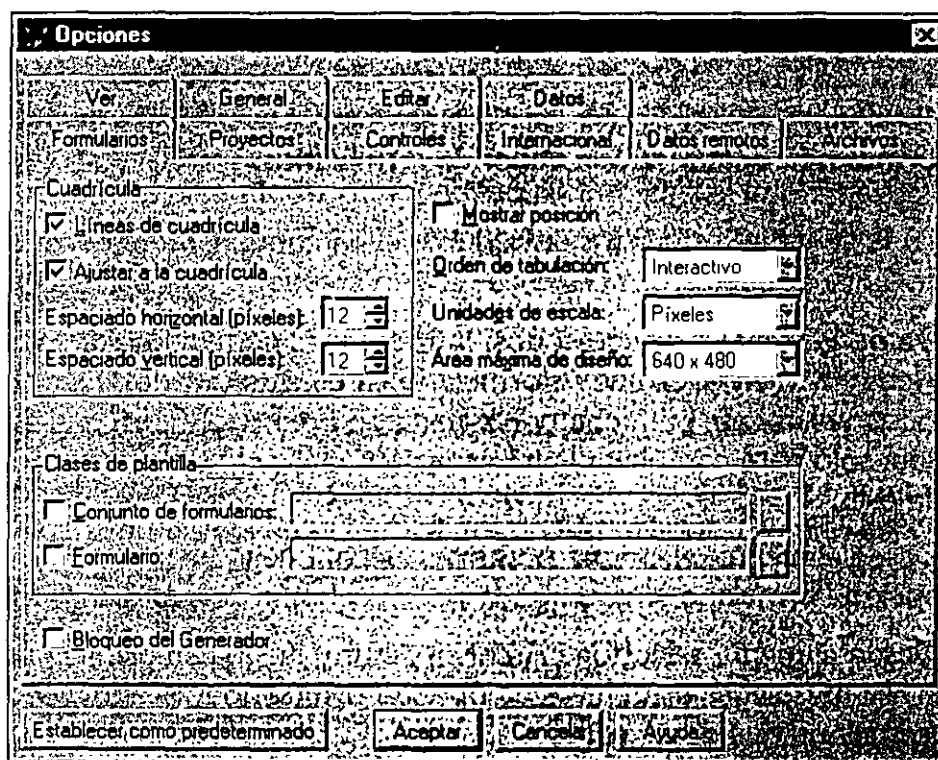 Opciones
Ver General Editar Datos
Formularios Proyectos Controles Internacional Datos remotos Archivos
Cuadrícula
Líneas de cuadrícula
Ajustar a la cuadrícula
Espaciado horizontal (píxeles): 12
Espaciado vertical (píxeles): 12
Mostrar posición
Orden de tabulación: Interactivo
Unidades de escala: Píxeles
Área máxima de diseño: 640 x 480
Clases de plantilla
Conjunto de formularios:
Formulario
Bloqueo del Generador
Establecer como predeterminado Aceptar Cancelar Ayuda